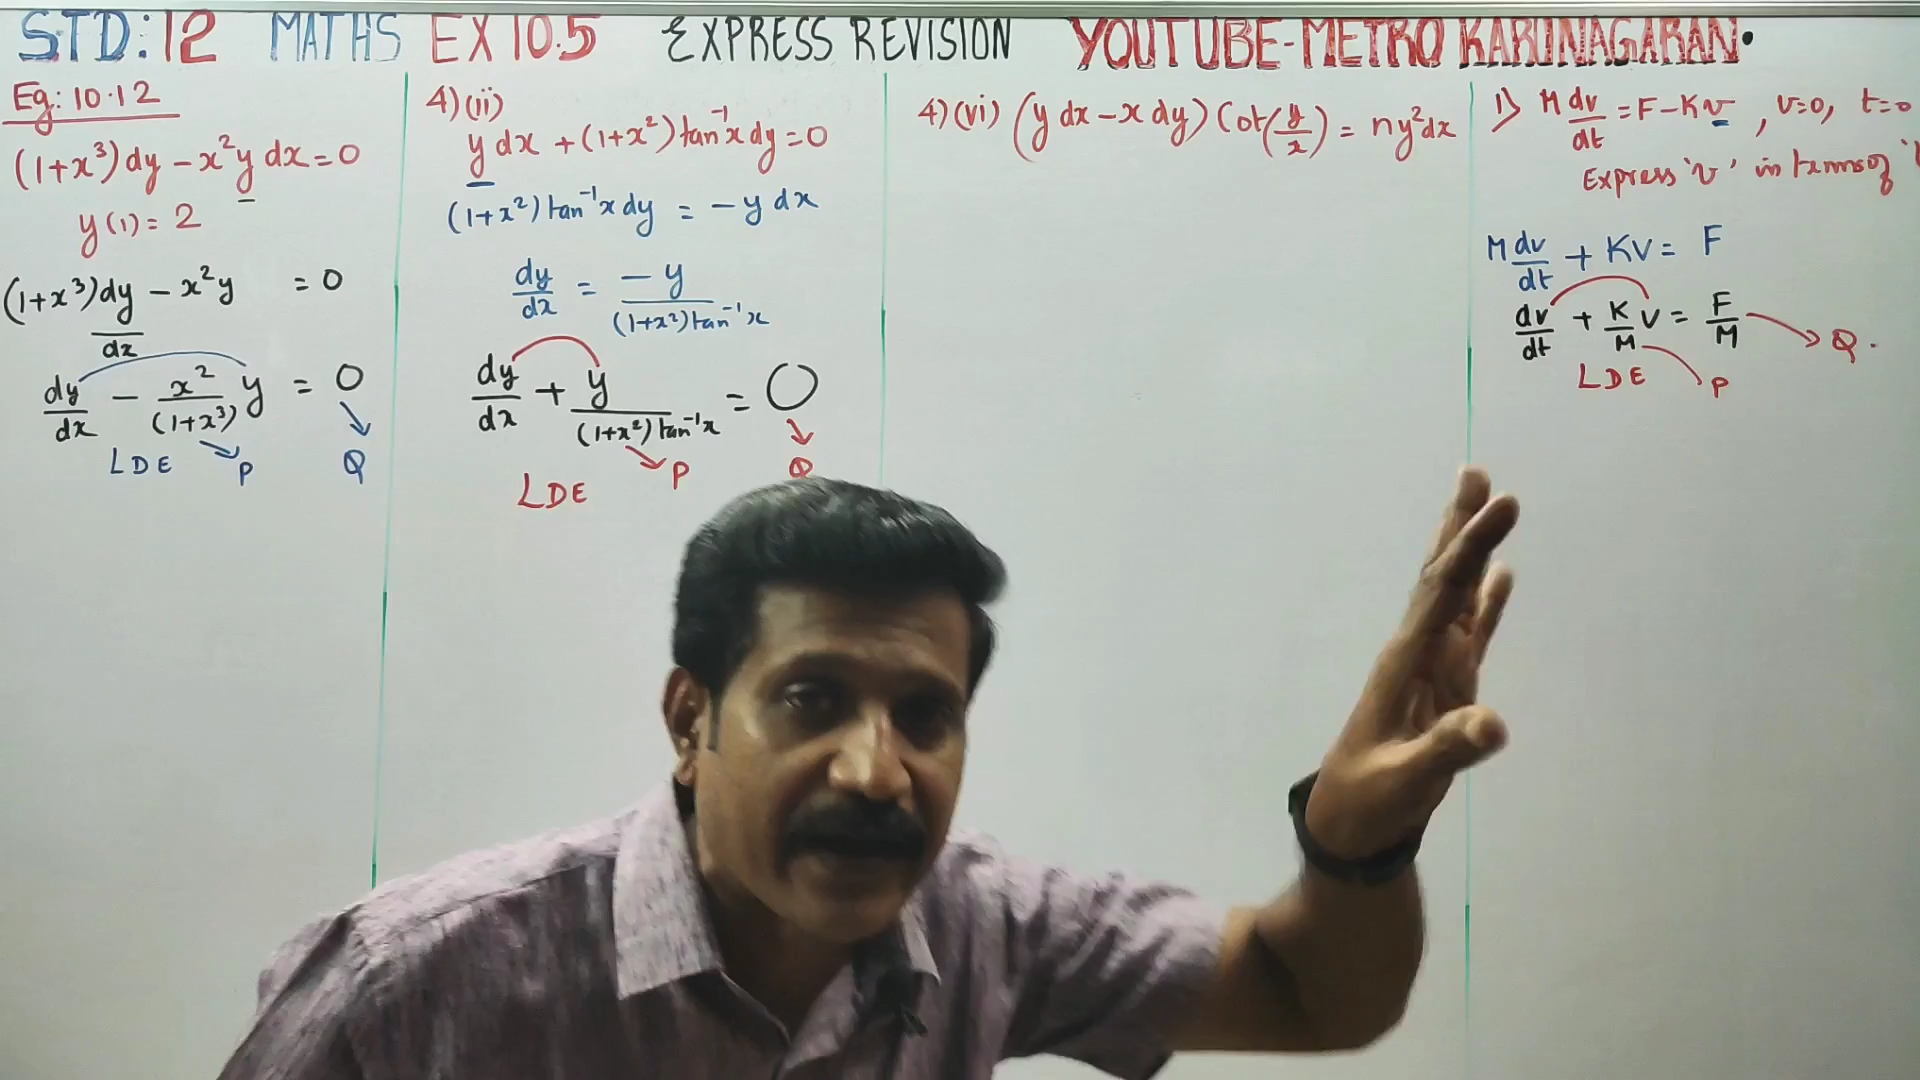 STD:12 MATHS EX 10.5 EXPRESS REVISION YOUTUBE-METRO KARUNAGARAN.
Eg: 10.12
(1+x³)dy − x²y dx = 0
y(1) = 2
(1+x³)dy/dx − x²y = 0
dy/dx − x²/(1+x³) y = 0
LDE P Q
4)(ii)
y dx + (1+x²)tan⁻¹x dy = 0
(1+x²)tan⁻¹x dy = −y dx
dy/dx = −y/(1+x²)tan⁻¹x
dy/dx + y/(1+x²)tan⁻¹x = 0
P Q
LDE
4)(vi) (y dx − x dy) Cot(y/x) = ny²dx
1) M dv/dt = F − Kv, v=0, t=0
Express 'v' in terms of
M dv/dt + KV = F
dv/dt + K/M V = F/M Q.
LDE P